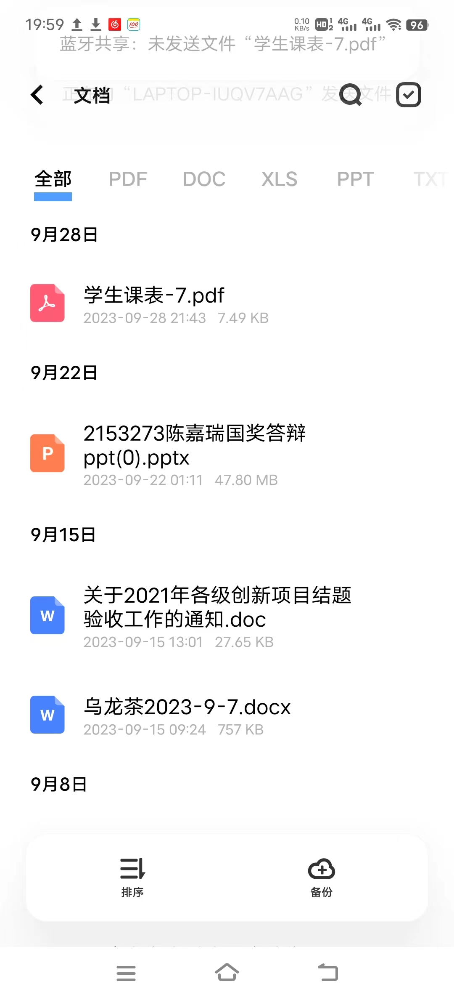 19:59
100
0.10
KB/s
HD 1 2
4G
4G
96
蓝牙共享：未发送文件“学生课表-7.pdf”
文档
“LAPTOP-IUQV7AAG”发送文件
全部
PDF
DOC
XLS
PPT
TXT
9月28日
学生课表-7.pdf
2023-09-28 21:43 7.49 KB
9月22日
P
2153273陈嘉瑞国奖答辩
ppt(0).pptx
2023-09-22 01:11 47.80 MB
9月15日
W
关于2021年各级创新项目结题
验收工作的通知.doc
2023-09-15 13:01 27.65 KB
W
乌龙茶2023-9-7.docx
2023-09-15 09:24 757 KB
9月8日
排序
备份